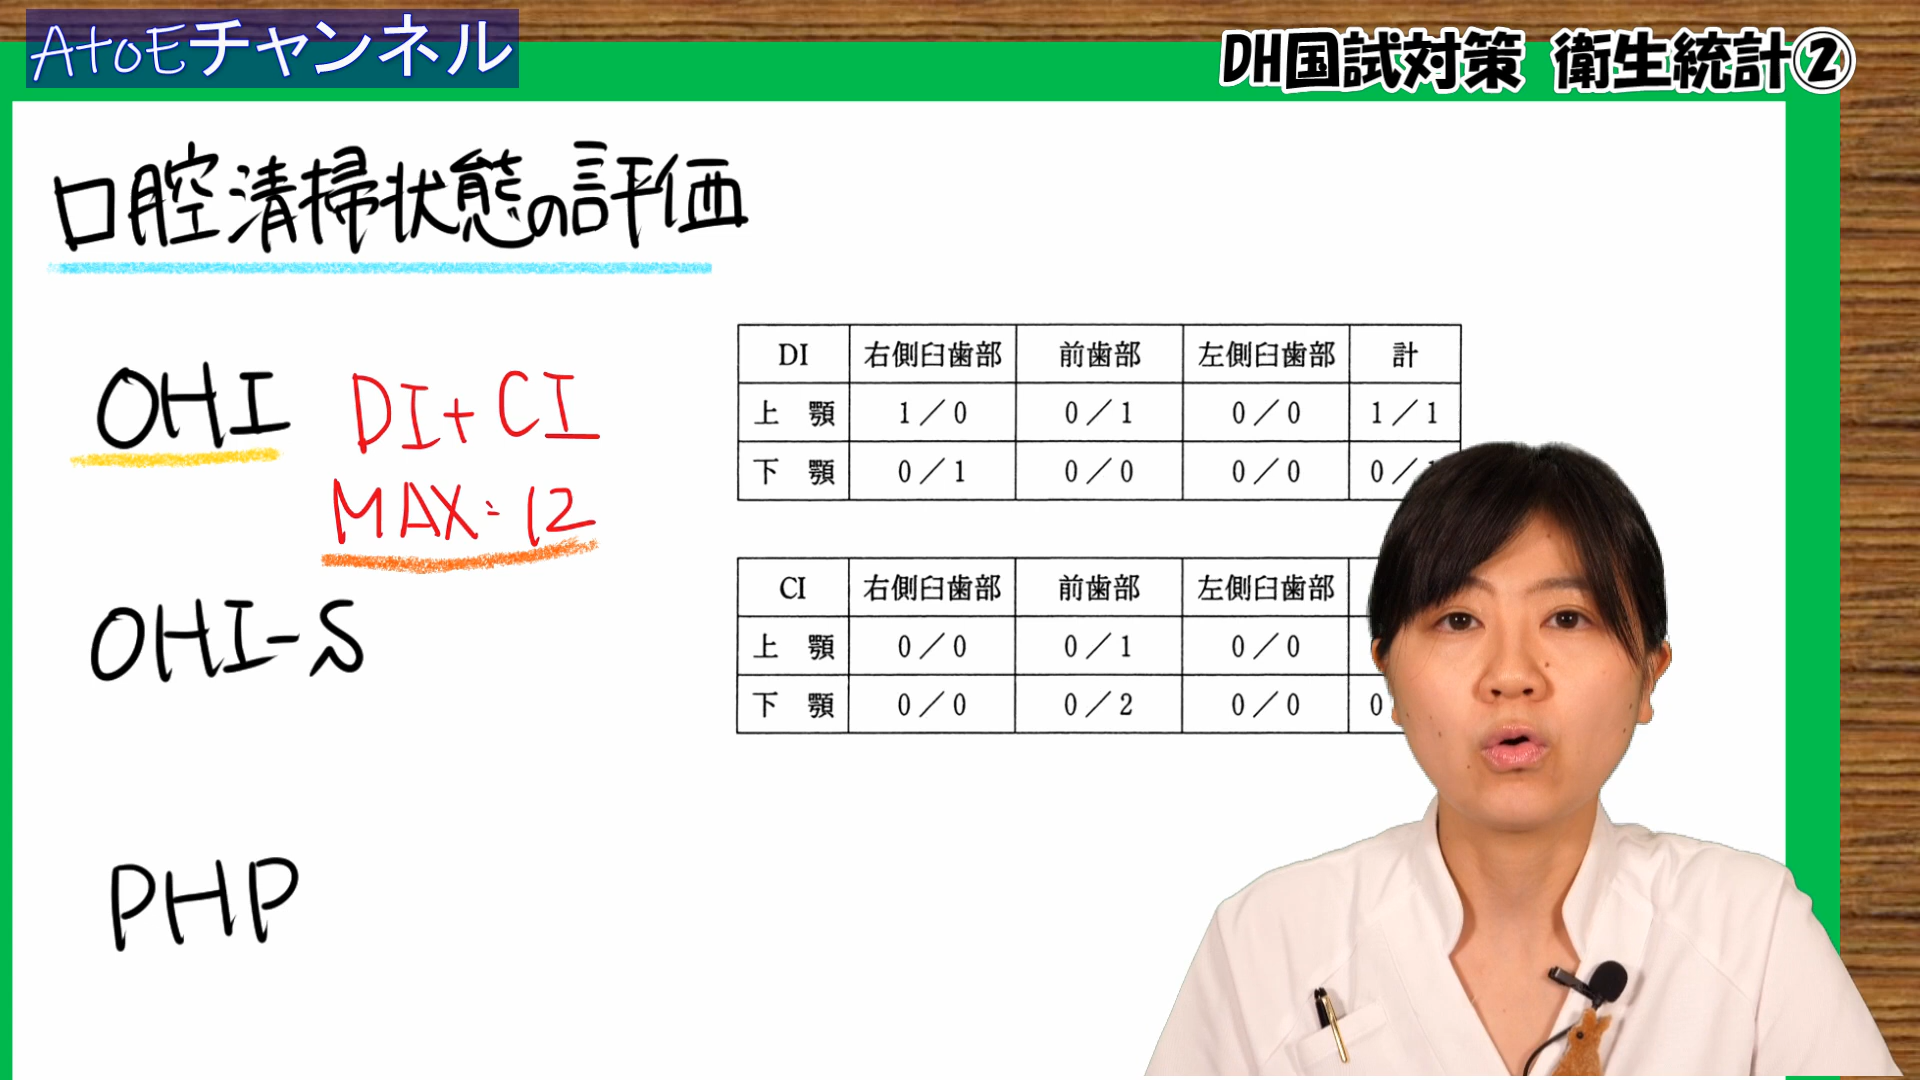 AtoEチャンネル
DH国試対策 衛生統計②
口腔清掃状態の評価
OHI DI+CI
MAX:12
OHI-S
PHP
DI 右側臼歯部 前歯部 左側臼歯部 計
上 顎 1/0 0/1 0/0 1/1
下 顎 0/1 0/0 0/0 0/1
CI 右側臼歯部 前歯部 左側臼歯部
上 顎 0/0 0/1 0/0
下 顎 0/0 0/2 0/0 0